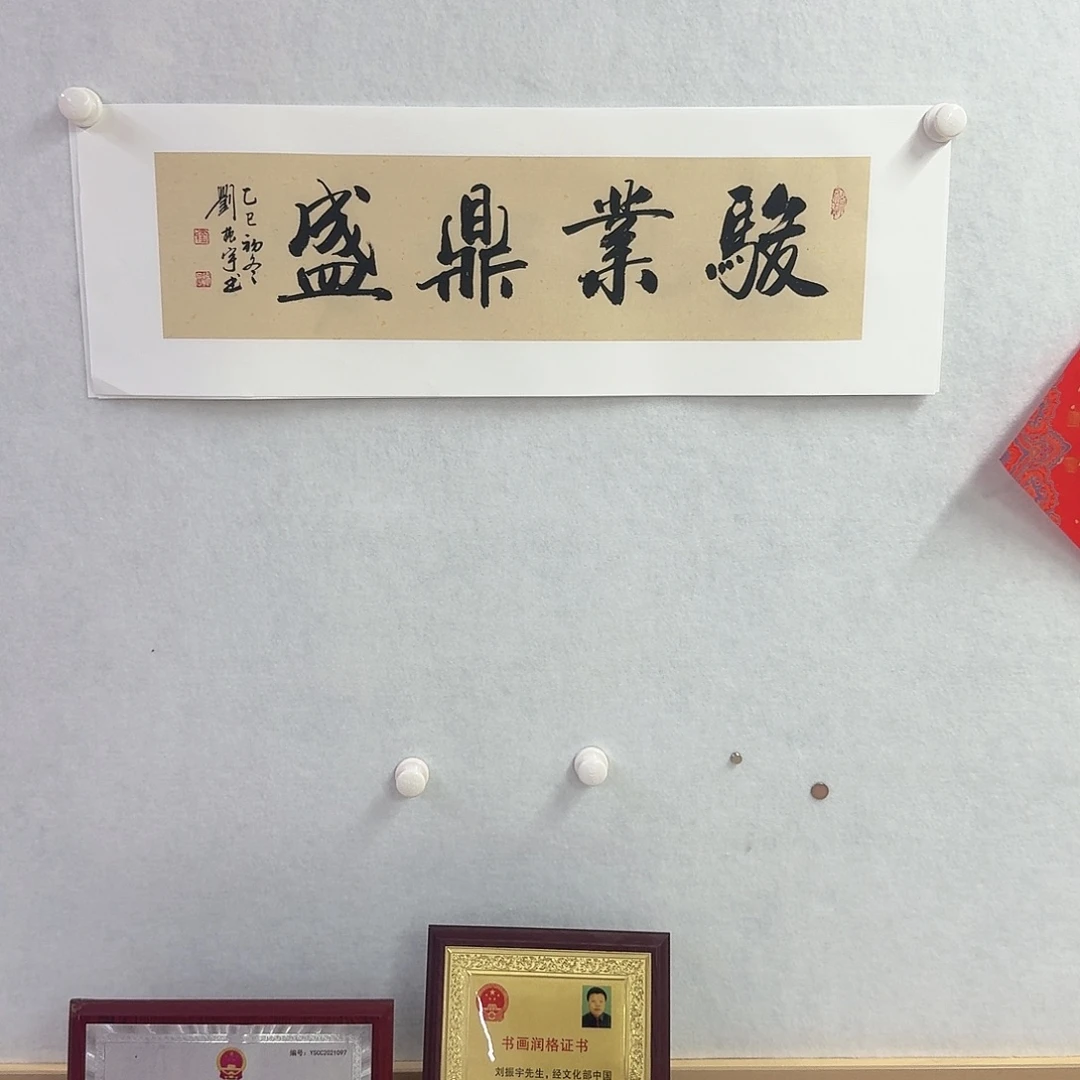 駿業鼎盛
乙巳初冬
劉振宇书
编号：YSGC2021097
书画润格证书
刘振宇先生，经文化部中国